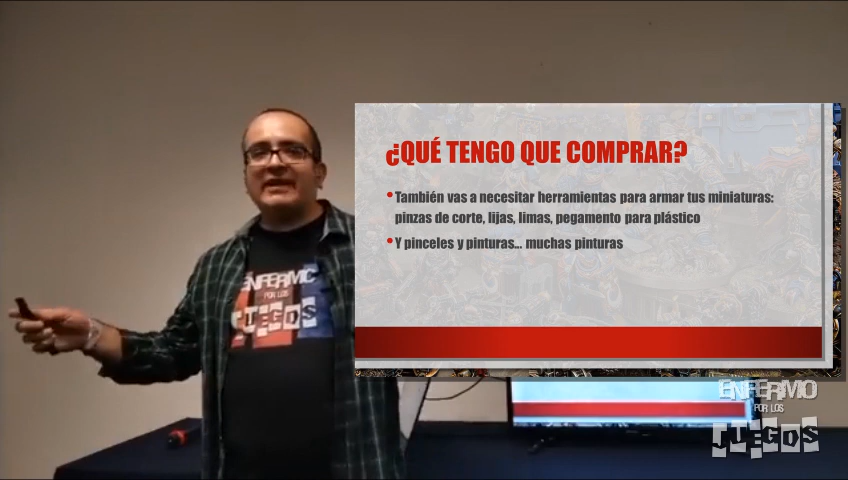 ¿QUÉ TENGO QUE COMPRAR?
•También vas a necesitar herramientas para armar tus miniaturas:
pinzas de corte, lijas, limas, pegamento para plástico
•Y pinceles y pinturas... muchas pinturas
ENFERMO
POR LOS
JUEGOS
ENFERMO
POR LOS
JUEGOS